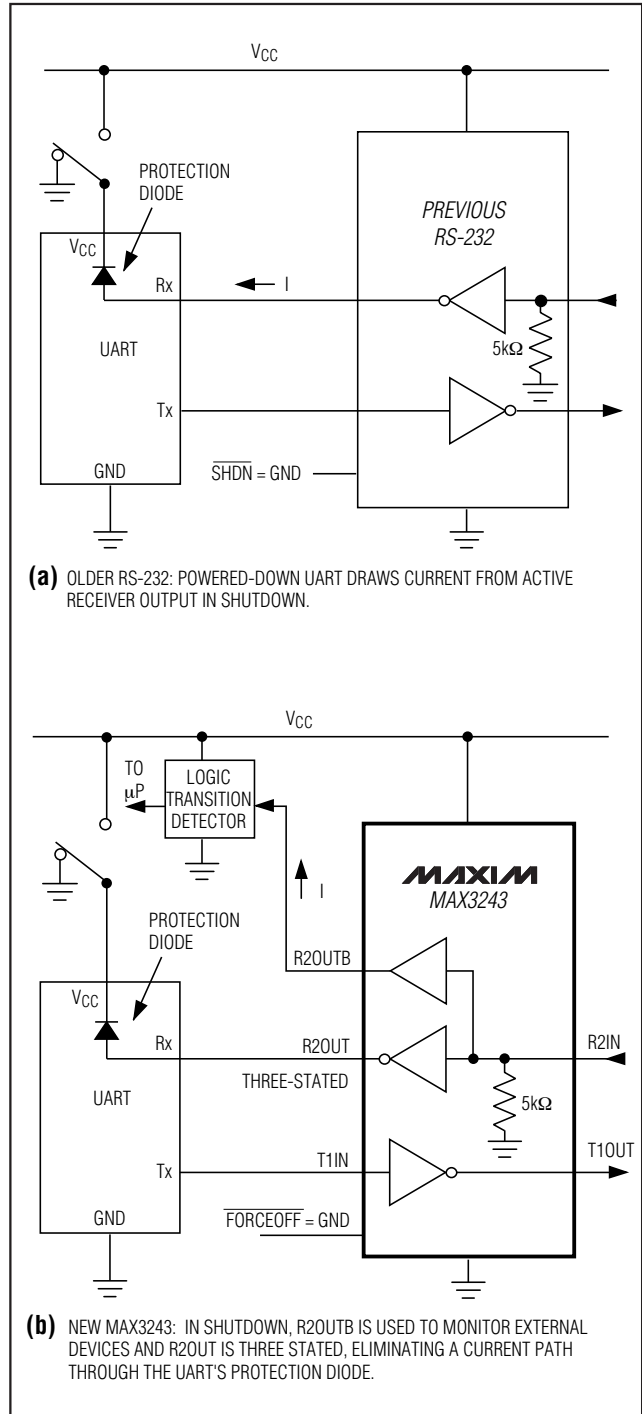 VCC
PROTECTION
DIODE
VCC
Rx
I
UART
Tx
GND
PREVIOUS
RS-232
5kΩ
SHDN = GND
(a) OLDER RS-232: POWERED-DOWN UART DRAWS CURRENT FROM ACTIVE
RECEIVER OUTPUT IN SHUTDOWN.
VCC
TO
μP
LOGIC
TRANSITION
DETECTOR
I
MAXIM
MAX3243
PROTECTION
DIODE
R2OUTB
VCC
Rx
R2OUT
R2IN
THREE-STATED
UART
5kΩ
Tx
T1IN
T1OUT
GND
FORCEOFF = GND
(b) NEW MAX3243: IN SHUTDOWN, R2OUTB IS USED TO MONITOR EXTERNAL
DEVICES AND R2OUT IS THREE STATED, ELIMINATING A CURRENT PATH
THROUGH THE UART'S PROTECTION DIODE.